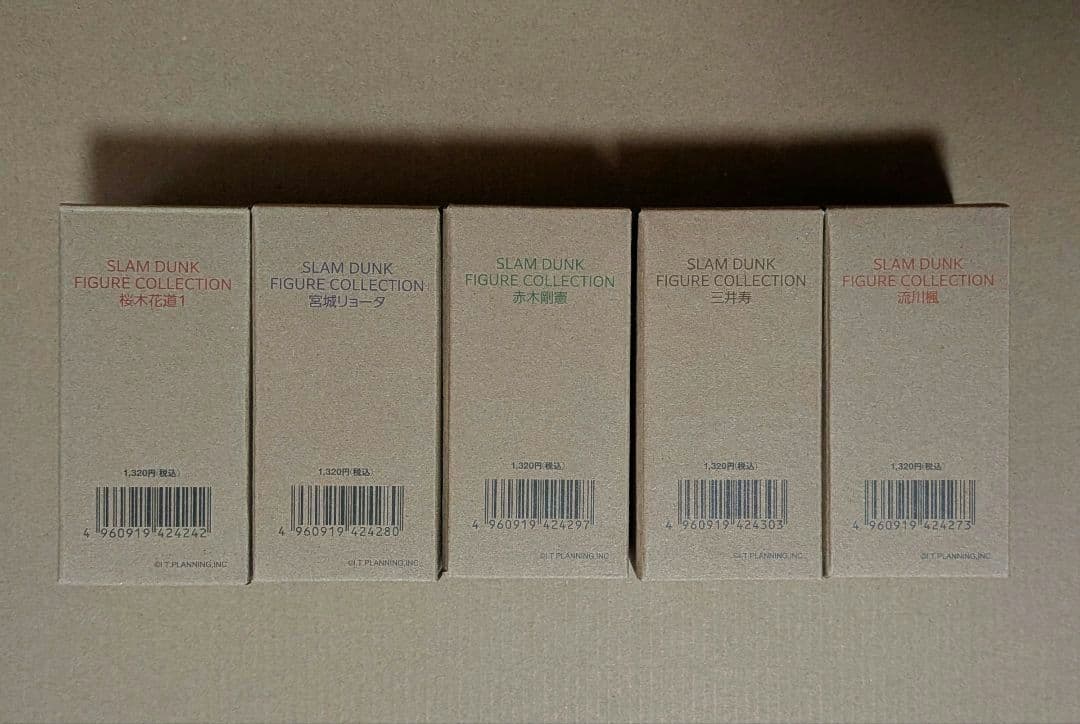 SLAM DUNK
FIGURE COLLECTION
桜木花道1
1,320円(税込)
4 960919 424242
©I.T.PLANNING,INC
SLAM DUNK
FIGURE COLLECTION
宮城リョータ
1,320円(税込)
4 960919 424280
©I.T.PLANNING,INC
SLAM DUNK
FIGURE COLLECTION
赤木剛憲
1,320円(税込)
4 960919 424297
©I.T.PLANNING,INC
SLAM DUNK
FIGURE COLLECTION
三井寿
1,320円(税込)
4 960919 424303
©I.T.PLANNING,INC
SLAM DUNK
FIGURE COLLECTION
流川楓
1,320円(税込)
4 960919 424273
©I.T.PLANNING,INC